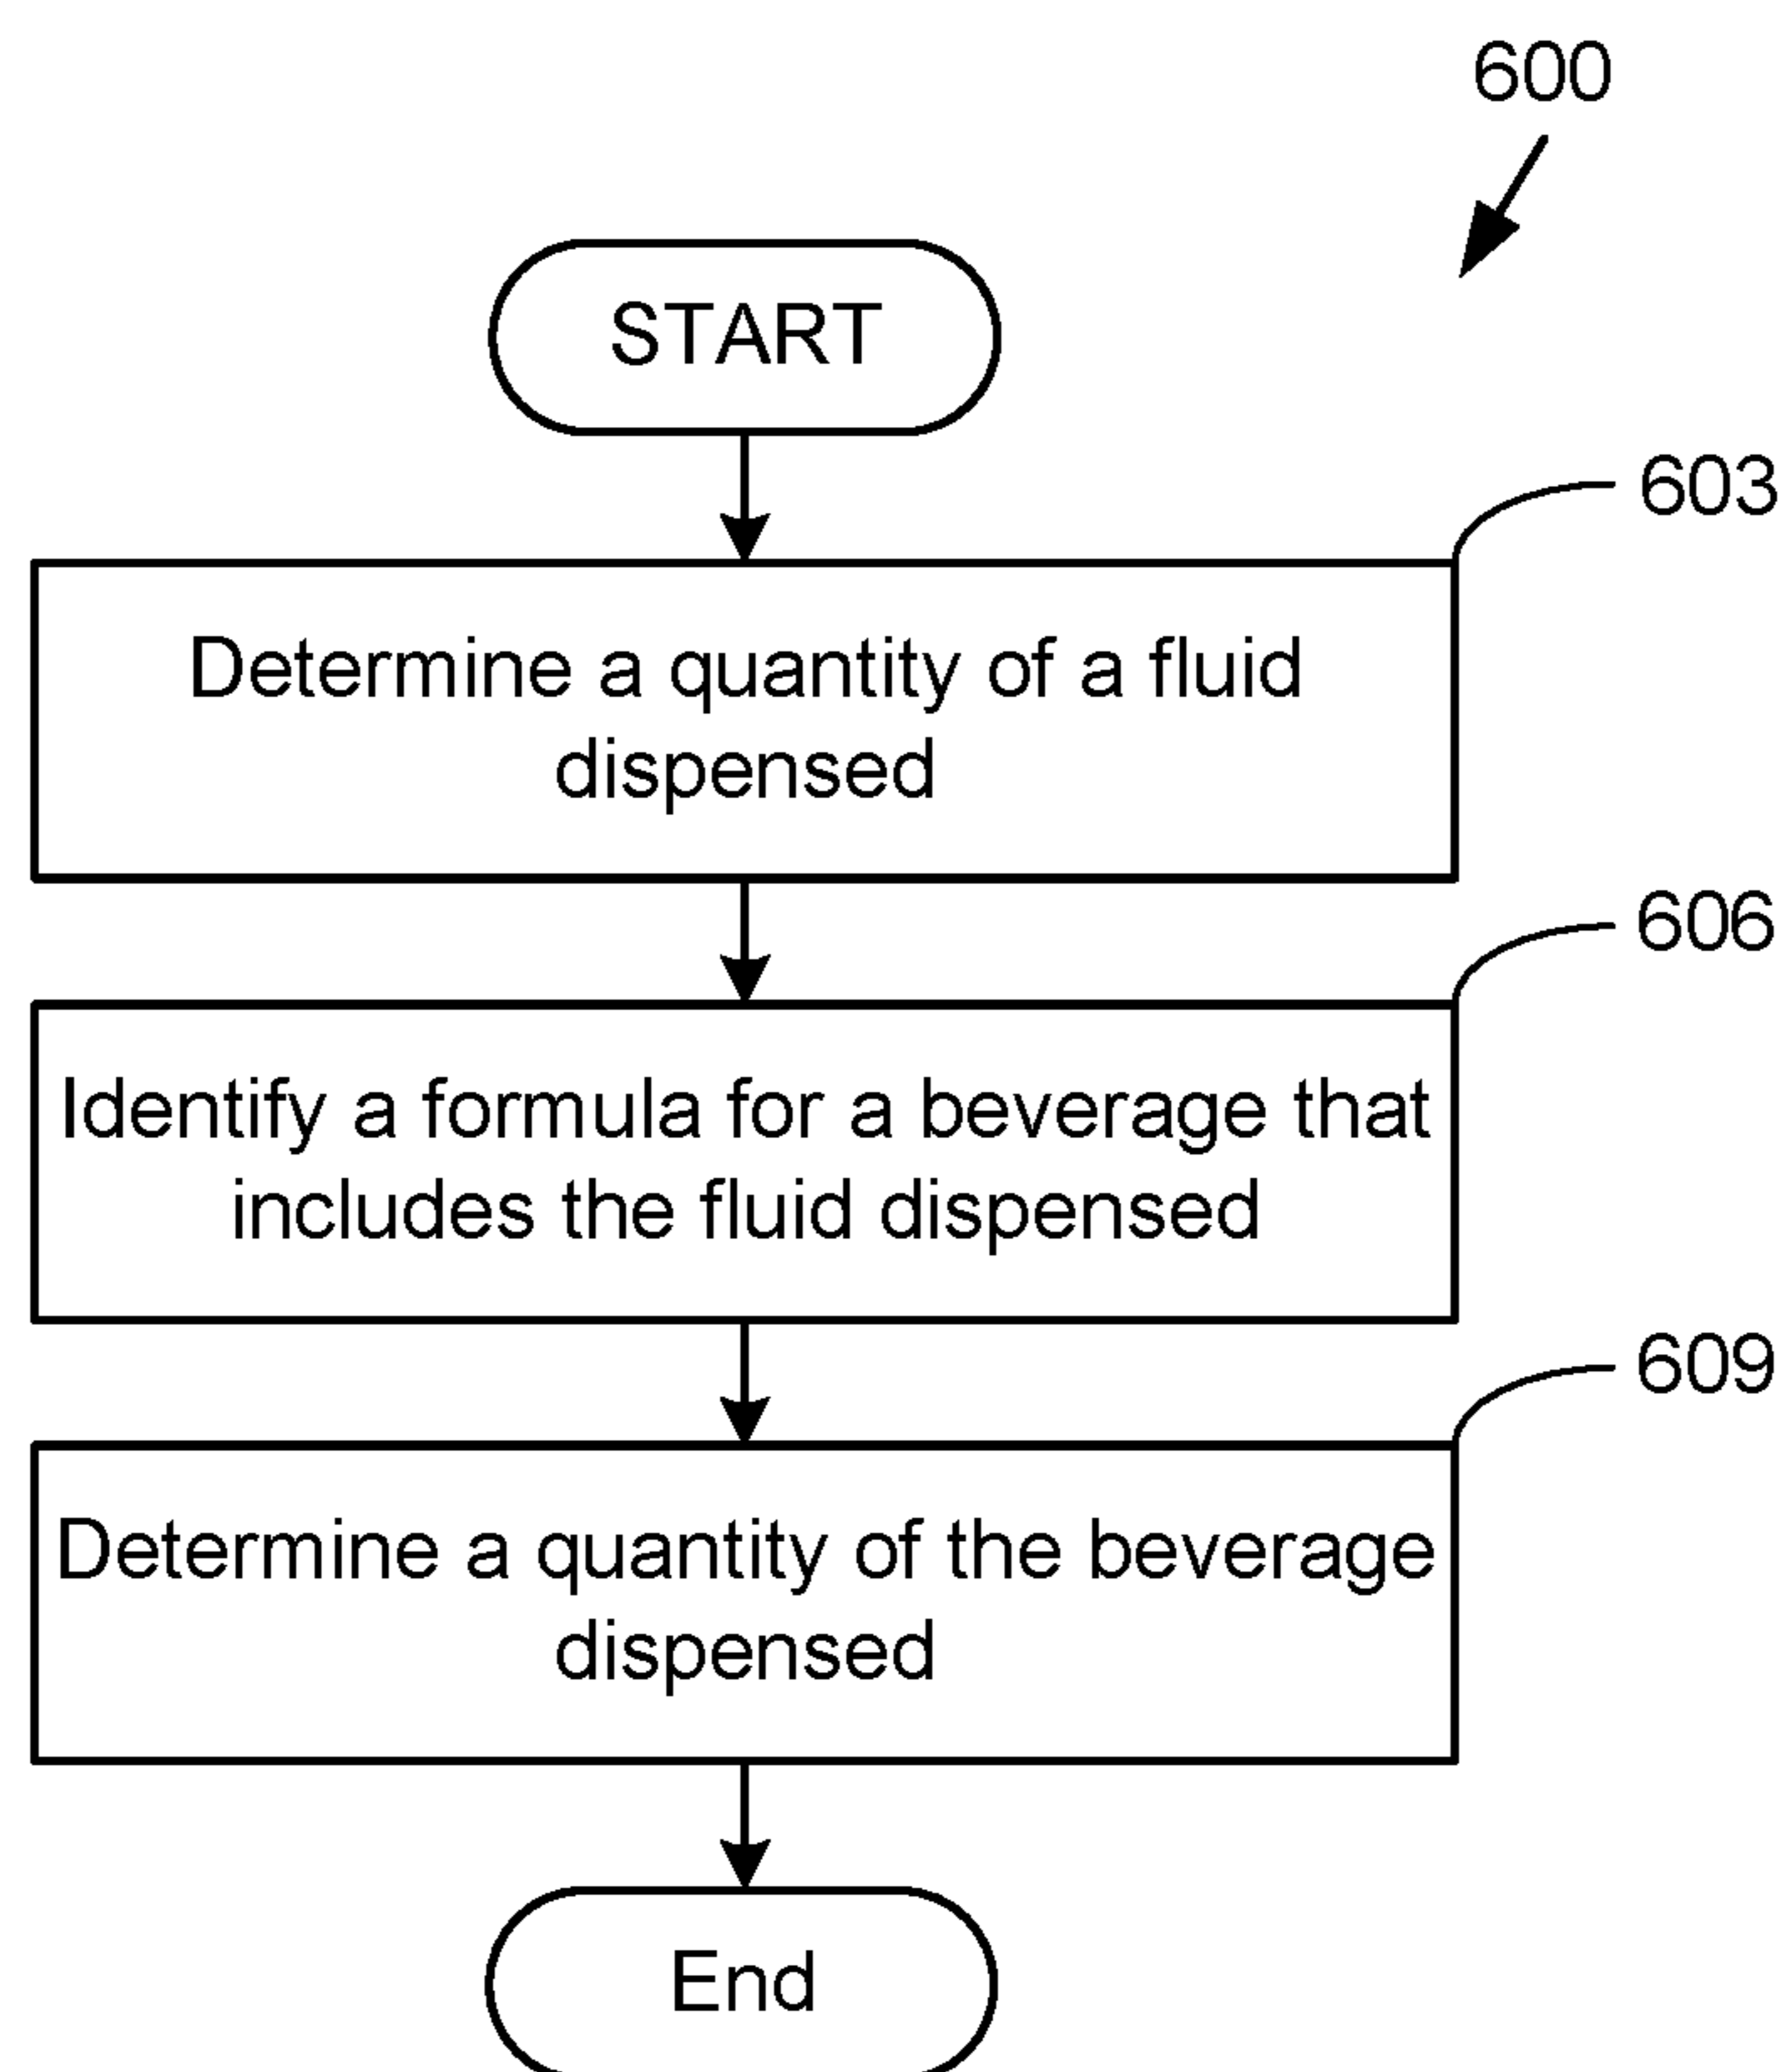 600
START
603
Determine a quantity of a fluid
dispensed
606
Identify a formula for a beverage that
includes the fluid dispensed
609
Determine a quantity of the beverage
dispensed
End